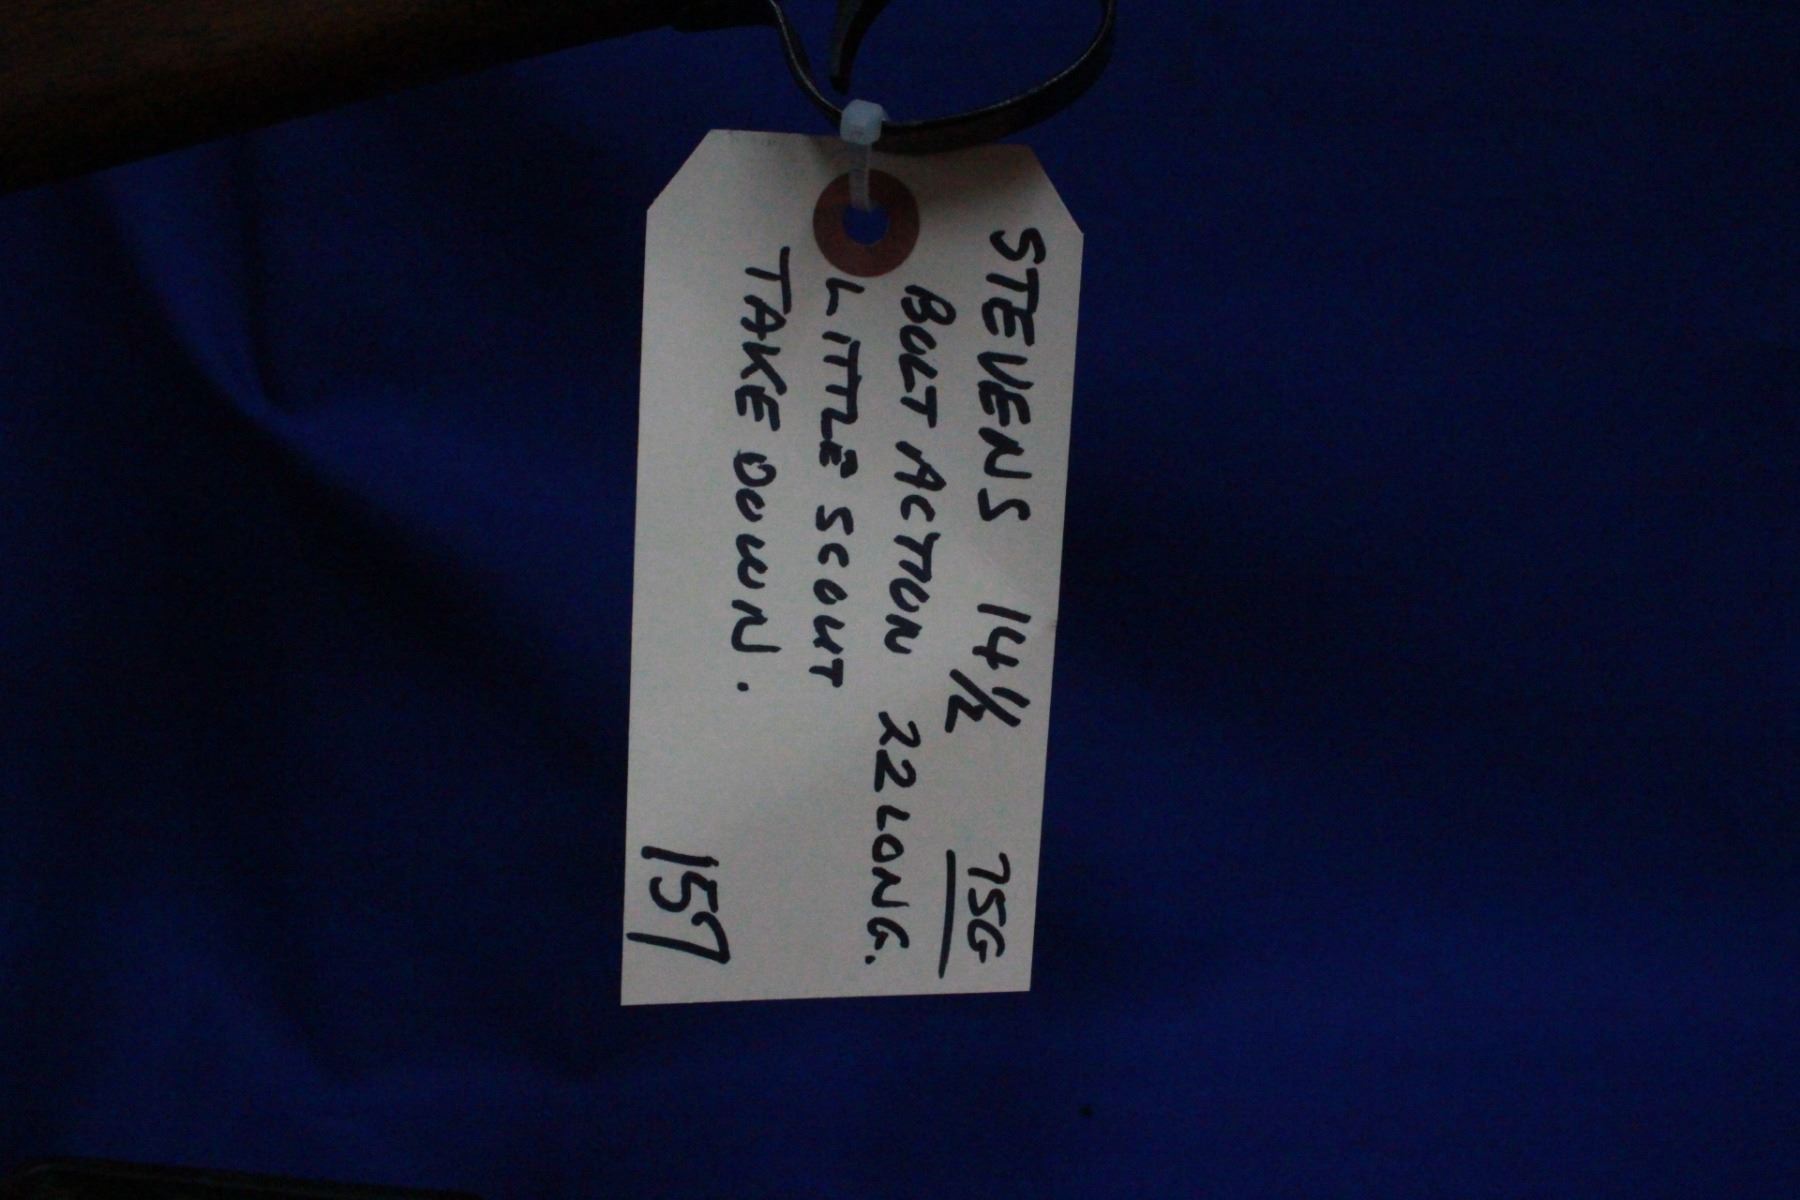 STEVENS 14½ 75G
BOLT ACTION 22 LONG.
LITTLE SCOUT
TAKE DOWN.
157